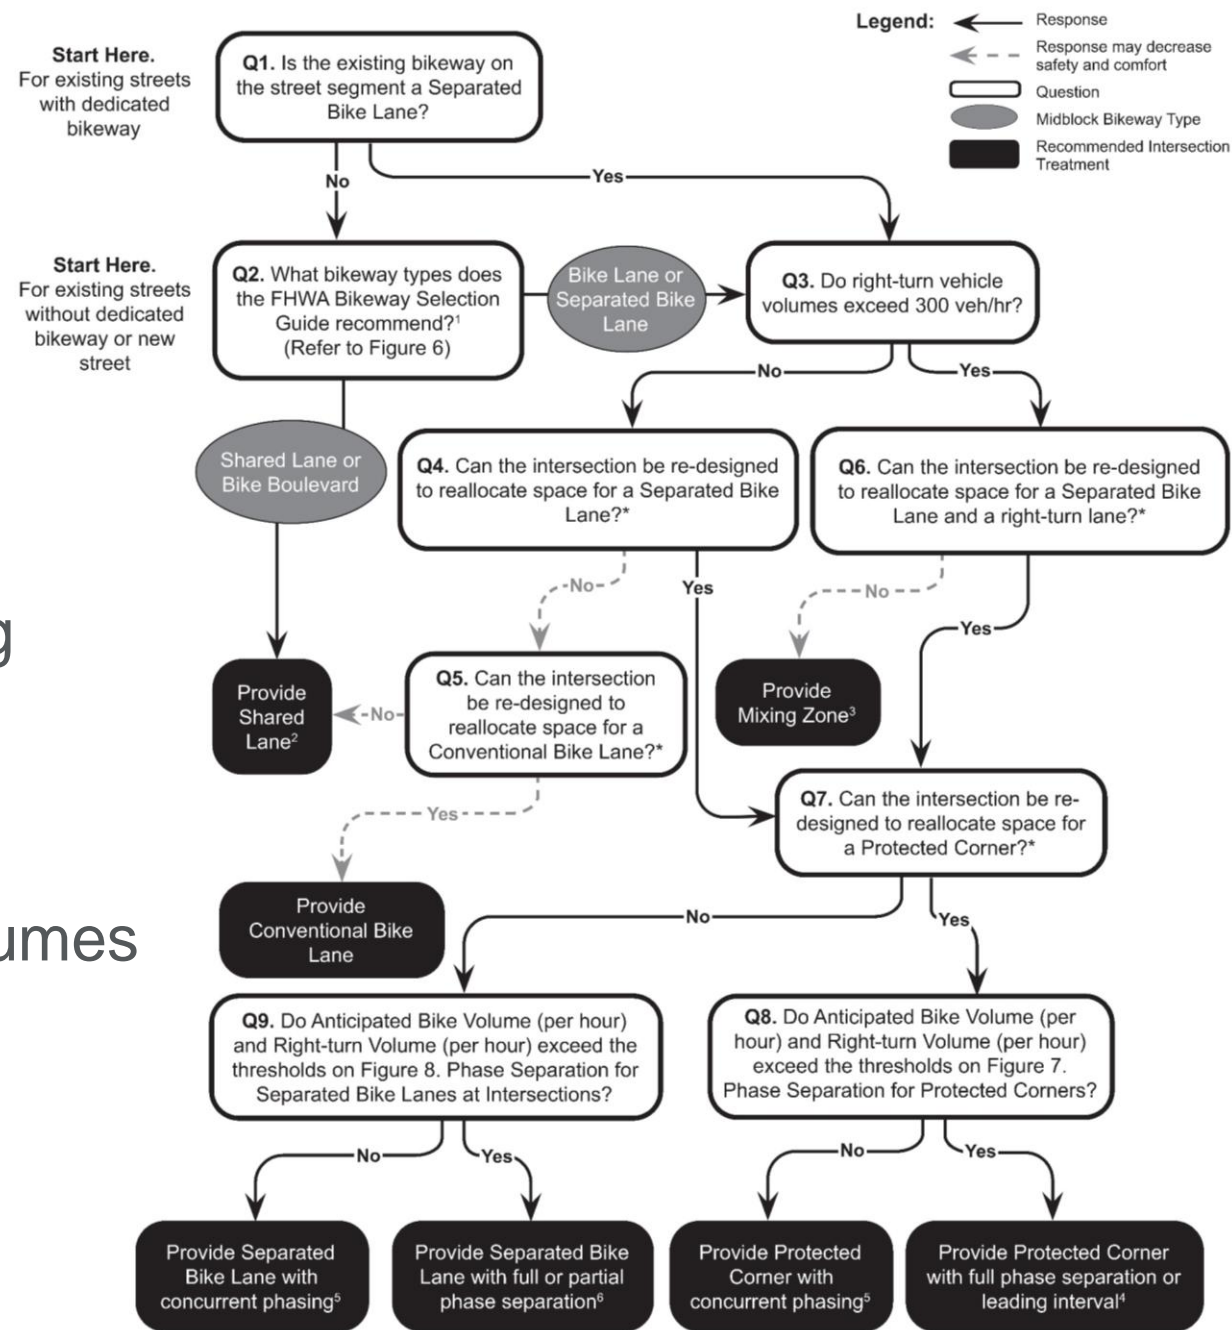 Legend:
Response
Response may decrease
safety and comfort
Question
Midblock Bikeway Type
Recommended Intersection
Treatment
Start Here.
For existing streets
with dedicated
bikeway
Q1. Is the existing bikeway on
the street segment a Separated
Bike Lane?
No
Yes
Start Here.
For existing streets
without dedicated
bikeway or new
street
Q2. What bikeway types does
the FHWA Bikeway Selection
Guide recommend?¹
(Refer to Figure 6)
Bike Lane or
Separated Bike
Lane
Q3. Do right-turn vehicle
volumes exceed 300 veh/hr?
No
Yes
Shared Lane or
Bike Boulevard
Q4. Can the intersection be re-designed
to reallocate space for a Separated Bike
Lane?*
Q6. Can the intersection be re-designed
to reallocate space for a Separated Bike
Lane and a right-turn lane?*
No
Yes
No
Yes
g
Provide
Shared
Lane²
No
Q5. Can the intersection
be re-designed to
reallocate space for a
Conventional Bike Lane?*
Provide
Mixing Zone³
Yes
Q7. Can the intersection be re-
designed to reallocate space for
a Protected Corner?*
umes
Provide
Conventional Bike
Lane
No
Yes
Q9. Do Anticipated Bike Volume (per hour)
and Right-turn Volume (per hour) exceed the
thresholds on Figure 8. Phase Separation for
Separated Bike Lanes at Intersections?
Q8. Do Anticipated Bike Volume (per
hour) and Right-turn Volume (per hour)
exceed the thresholds on Figure 7.
Phase Separation for Protected Corners?
No
Yes
No
Yes
Provide Separated
Bike Lane with
concurrent phasing⁵
Provide Separated Bike
Lane with full or partial
phase separation⁶
Provide Protected
Corner with
concurrent phasing⁵
Provide Protected Corner
with full phase separation or
leading interval⁴